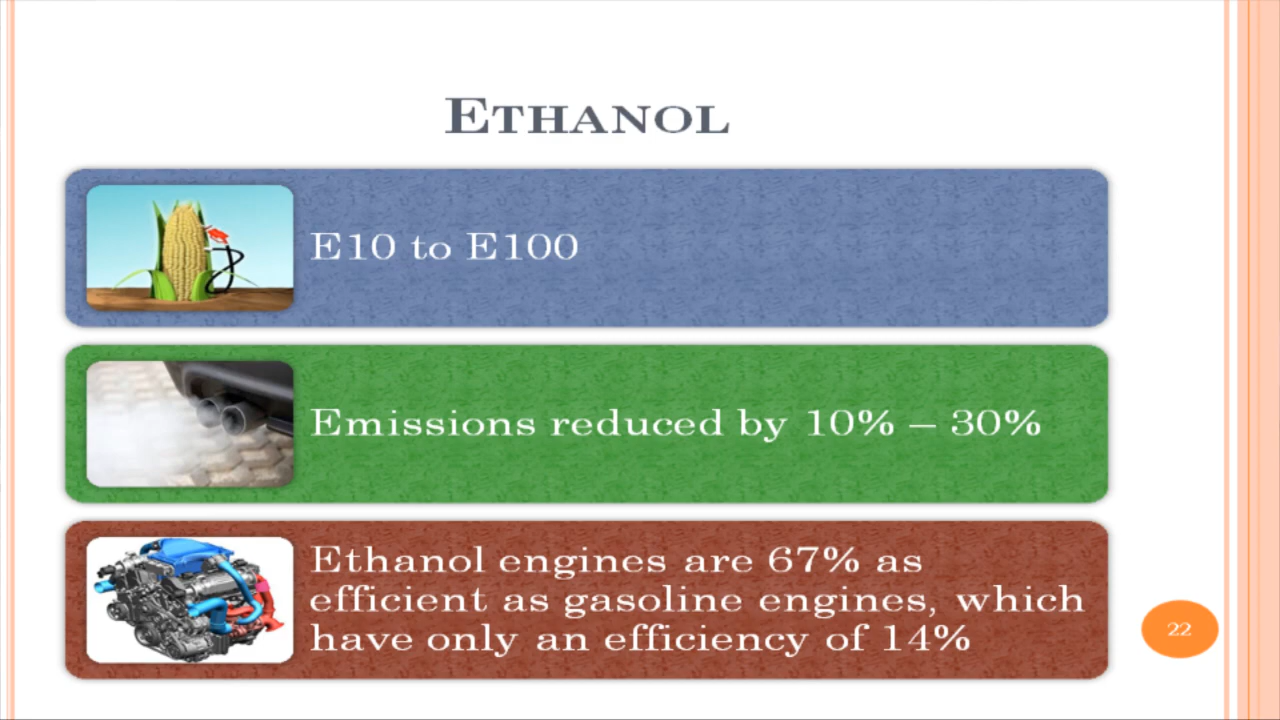 ETHANOL
E10 to E100
Emissions reduced by 10% – 30%
Ethanol engines are 67% as
efficient as gasoline engines, which
have only an efficiency of 14%
22